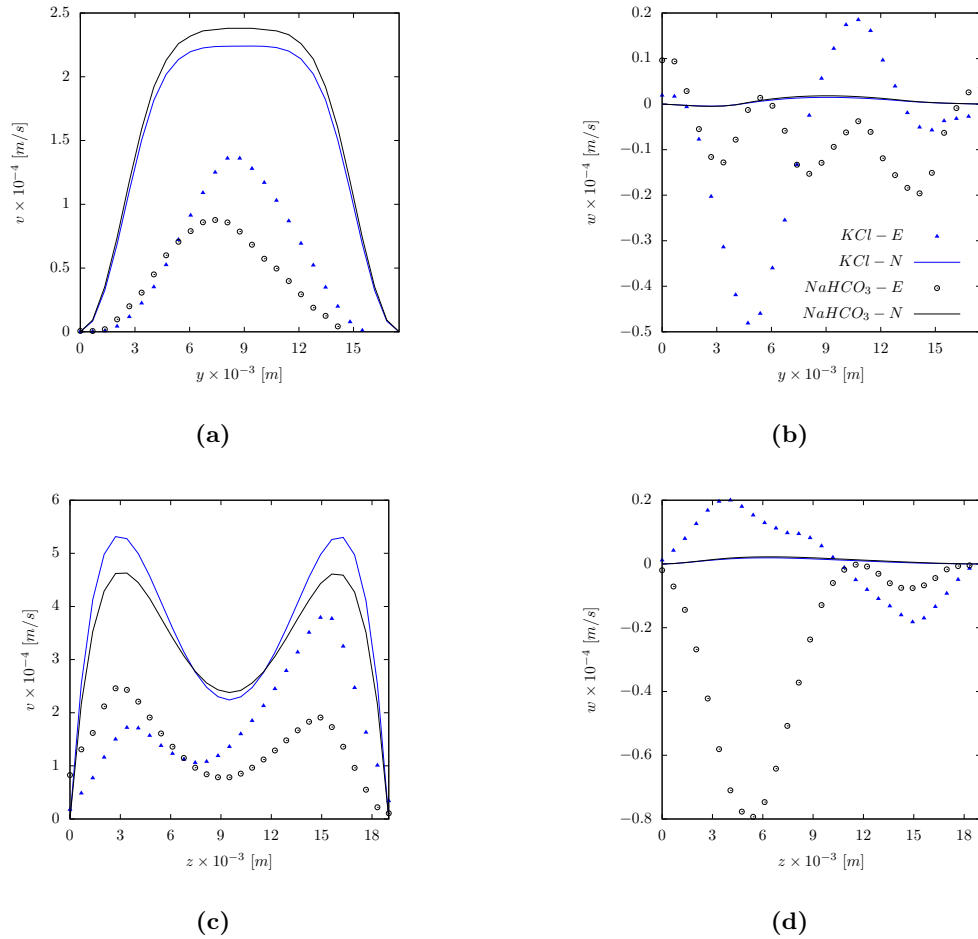 2.5
2
1.5
1
0.5
0
v × 10⁻⁴ [m/s]
0 3 6 9 12 15
y × 10⁻³ [m]
(a)
0.2
0.1
0
−0.1
−0.2
−0.3
−0.4
−0.5
w × 10⁻⁴ [m/s]
KCl − E
KCl − N
NaHCO₃ − E
NaHCO₃ − N
0 3 6 9 12 15
y × 10⁻³ [m]
(b)
6
5
4
3
2
1
0
v × 10⁻⁴ [m/s]
0 3 6 9 12 15 18
z × 10⁻³ [m]
(c)
0.2
0
−0.2
−0.4
−0.6
−0.8
w × 10⁻⁴ [m/s]
0 3 6 9 12 15 18
z × 10⁻³ [m]
(d)